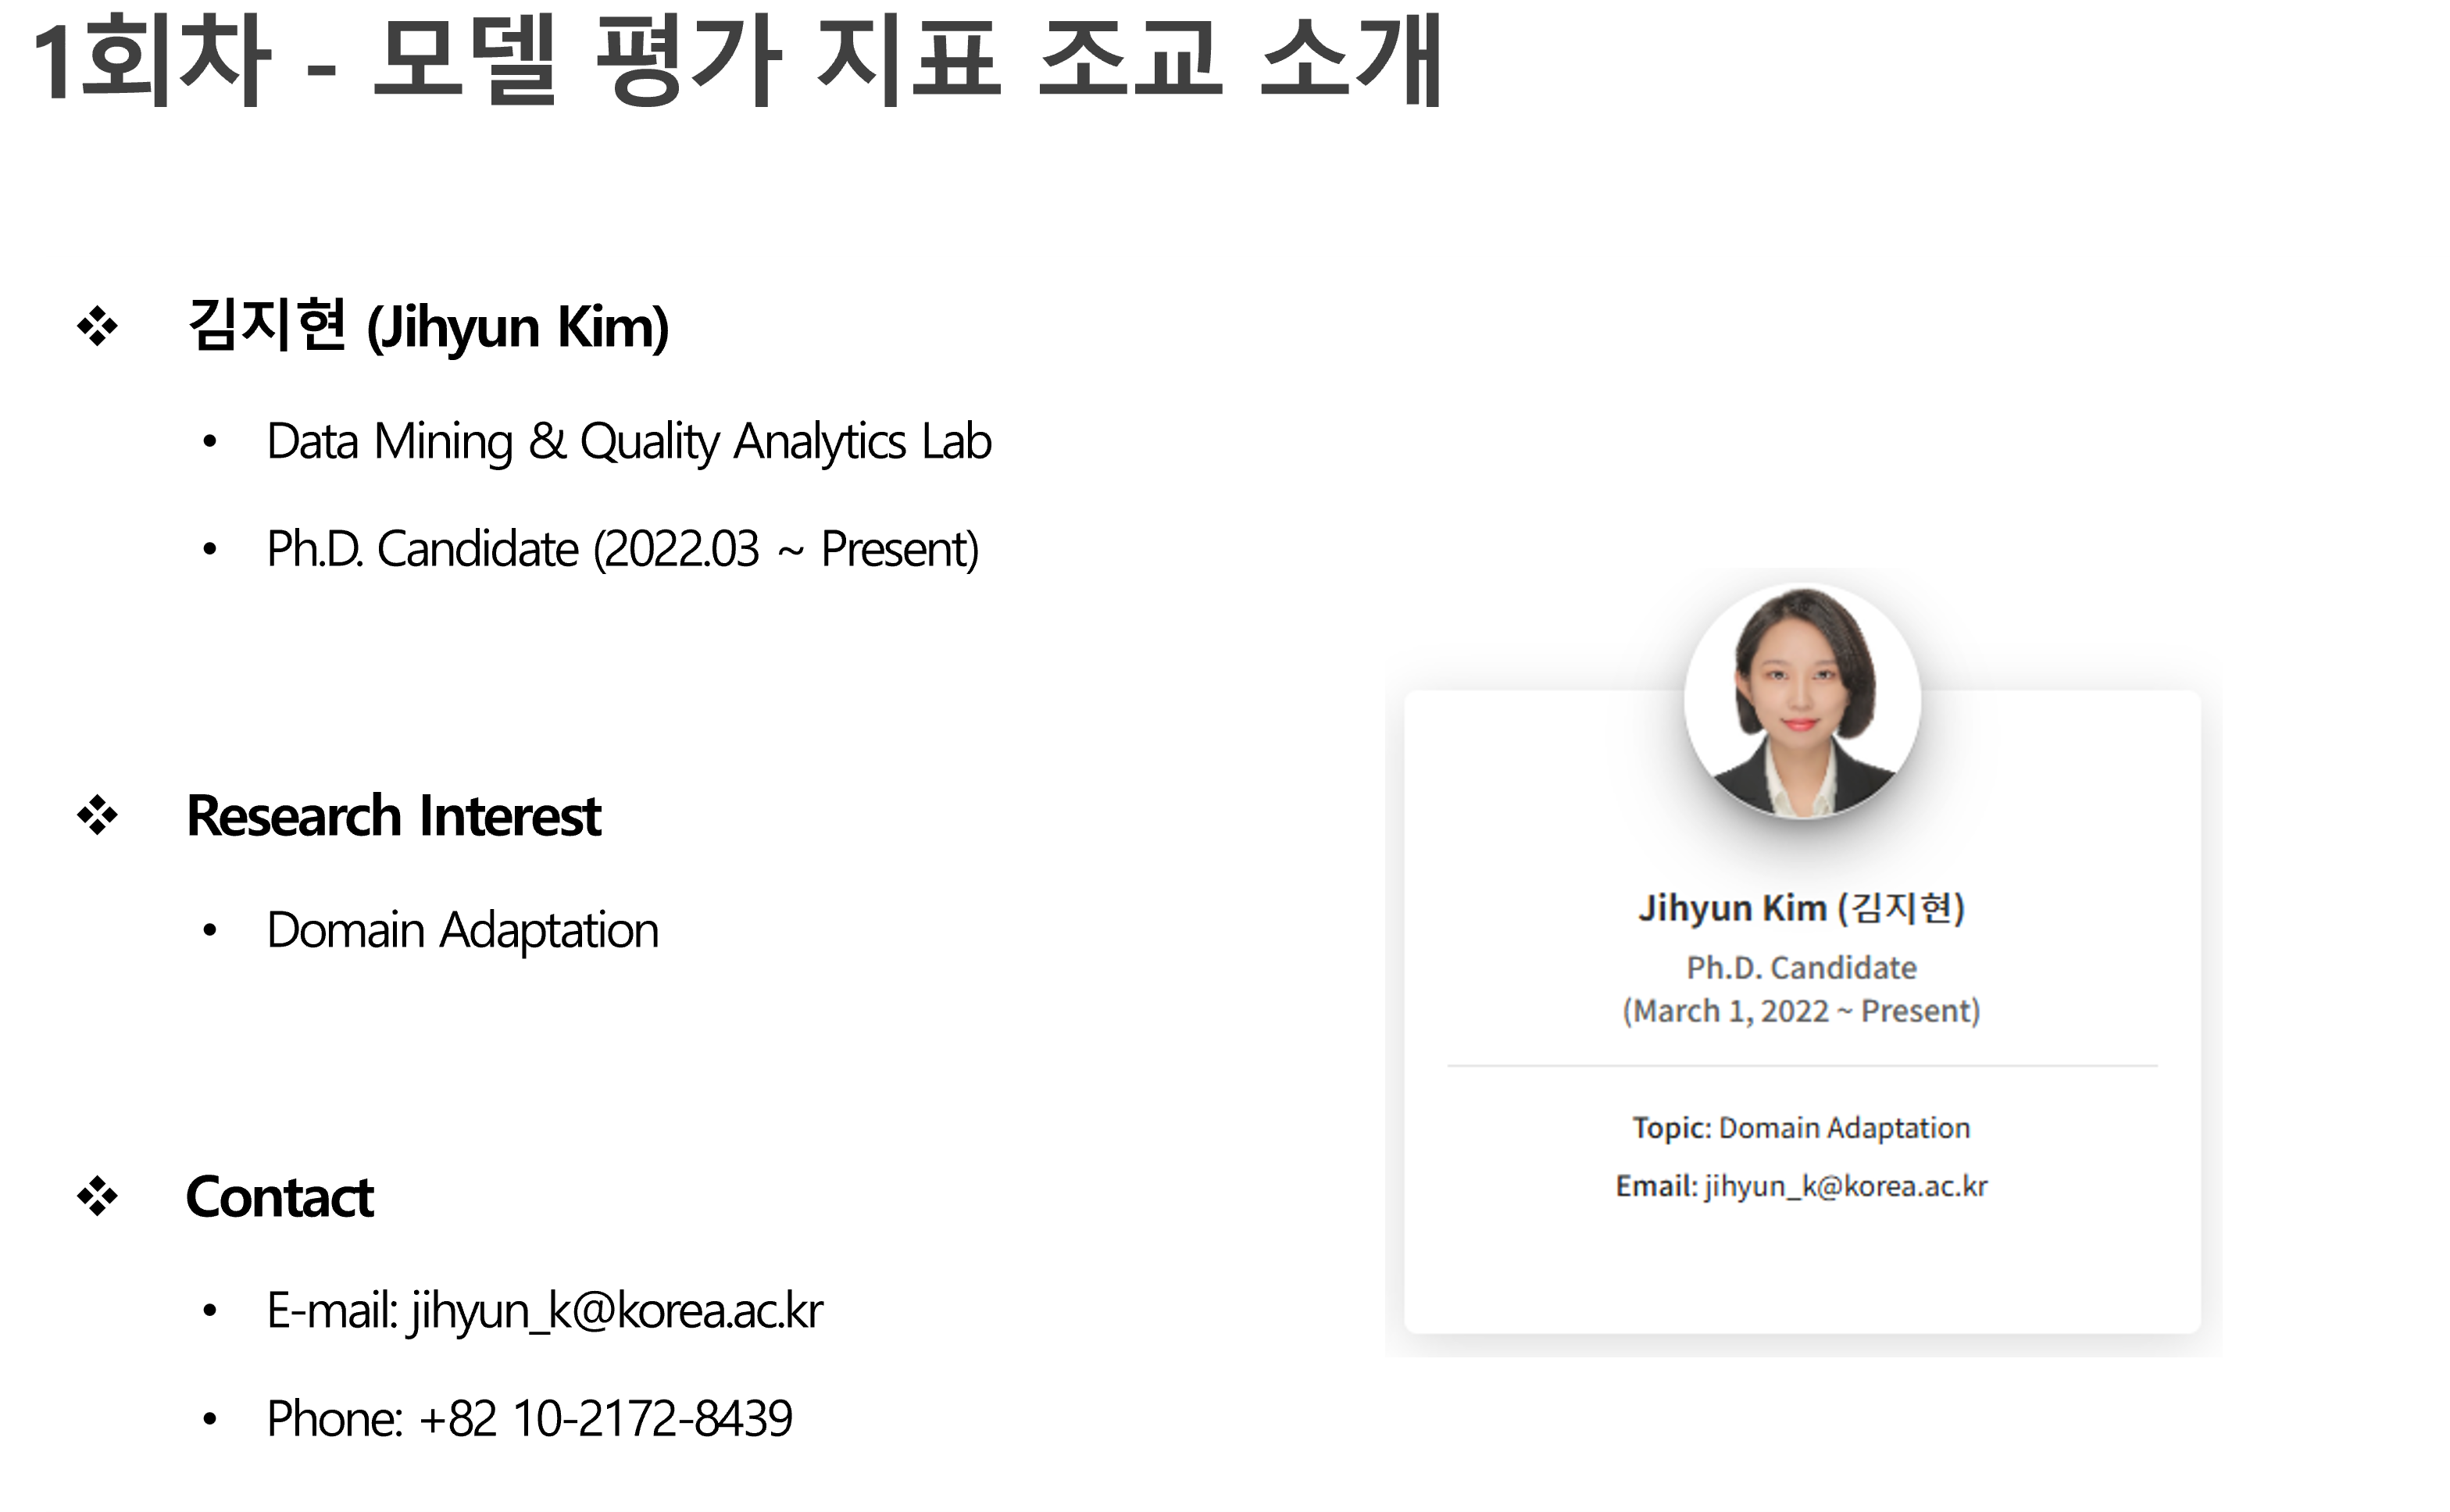 1회차 - 모델 평가 지표 조교 소개
❖ 김지현 (Jihyun Kim)
• Data Mining & Quality Analytics Lab
• Ph.D. Candidate (2022.03 ~ Present)
❖ Research Interest
• Domain Adaptation
❖ Contact
• E-mail: jihyun_k@korea.ac.kr
• Phone: +82 10-2172-8439
Jihyun Kim (김지현)
Ph.D. Candidate
(March 1, 2022 ~ Present)
Topic: Domain Adaptation
Email: jihyun_k@korea.ac.kr